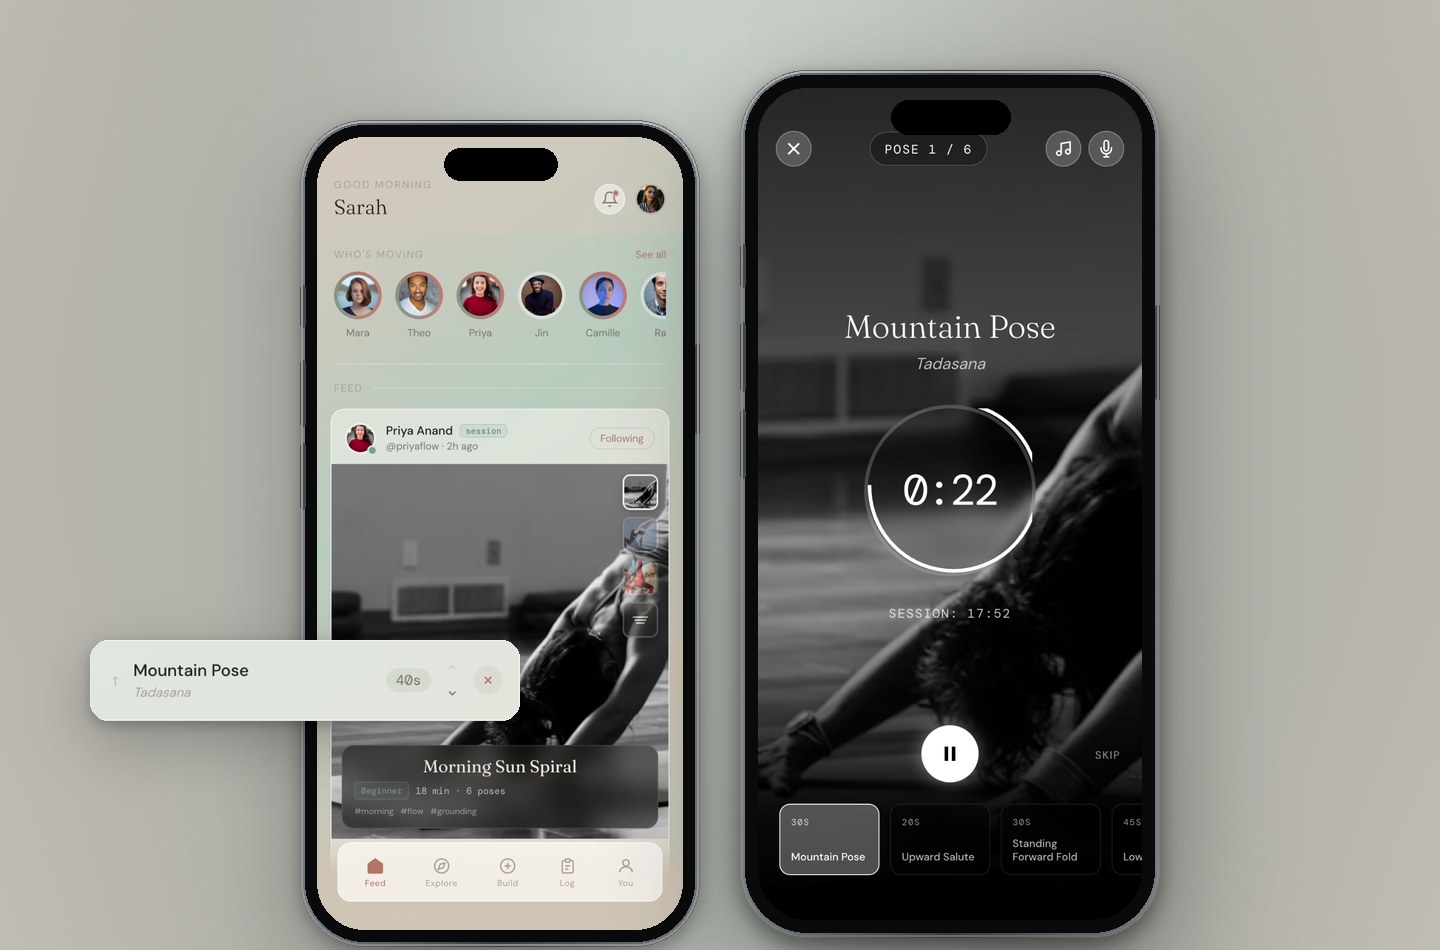 GOOD MORNING
Sarah
WHO'S MOVING
See all
Mara
Theo
Priya
Jin
Camille
Ra
FEED
Priya Anand
session
@priyaflow · 2h ago
Following
Mountain Pose
Tadasana
40s
Morning Sun Spiral
Beginner
18 min · 6 poses
#morning #flow #grounding
Feed
Explore
Build
Log
You
POSE 1 / 6
Mountain Pose
Tadasana
0:22
SESSION: 17:52
SKIP
30S
Mountain Pose
20S
Upward Salute
30S
Standing
Forward Fold
45S
Low